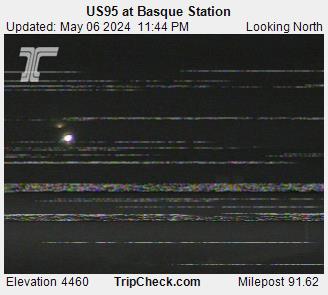 US95 at Basque Station
Updated: May 06 2024 11:44 PM Looking North
Elevation 4460 TripCheck.com Milepost 91.62